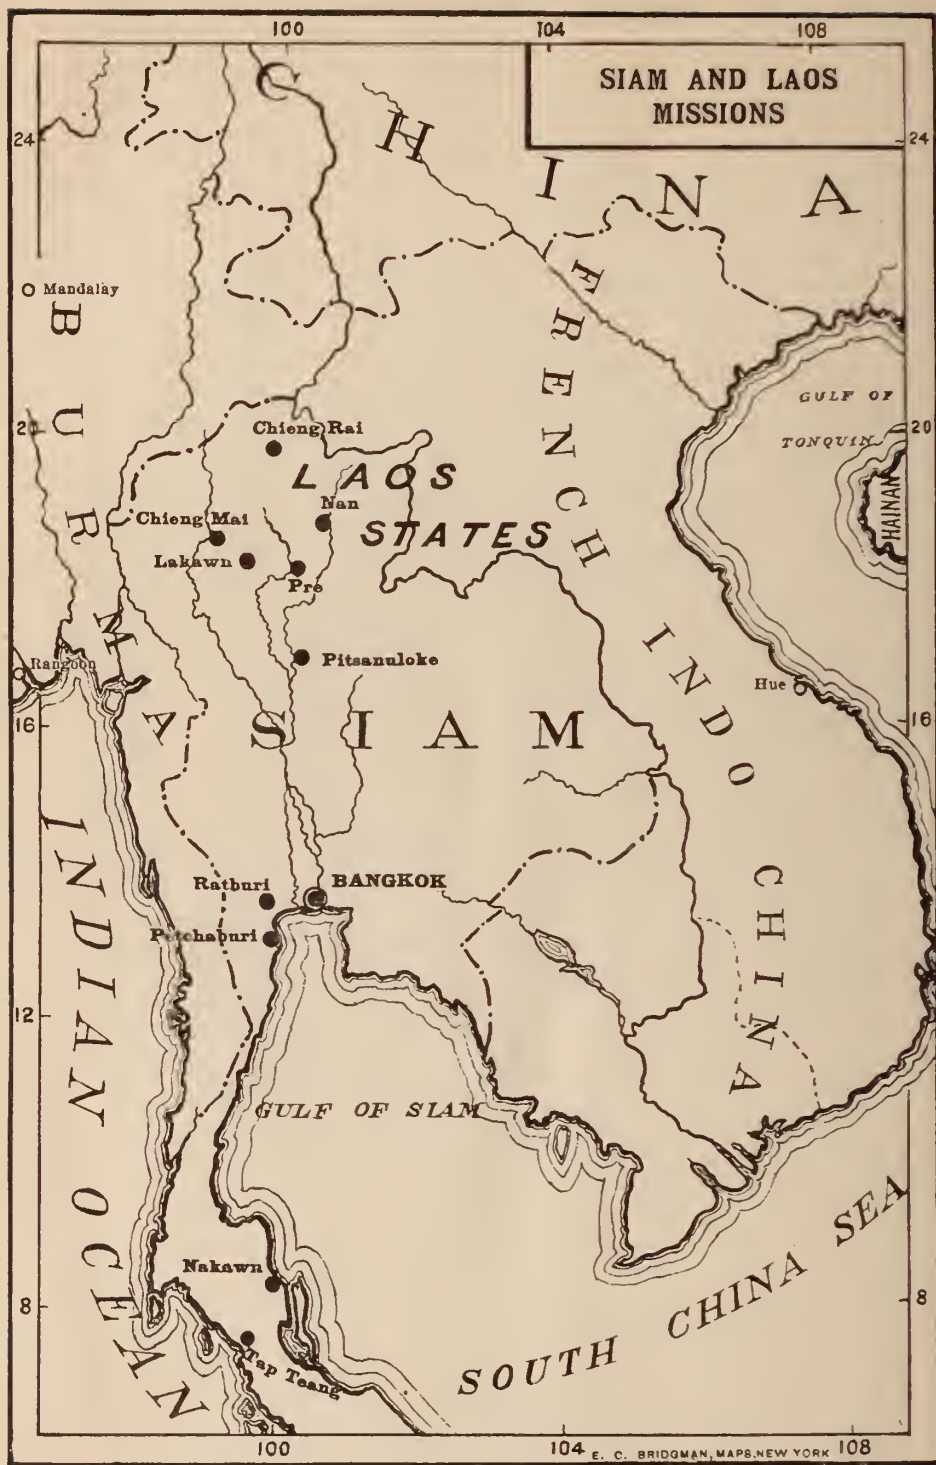 100 104 108
SIAM AND LAOS
MISSIONS
24 24
CHINA
Mandalay
BURMA
FRENCH INDO CHINA
GULF OF
TONQUIN
20 20
HAINAN
Chieng Rai
LAOS
STATES
Nan
Chieng Mai
Lakawn
Pre
Pitsanuloke
Rangoon
Hue
16 16
SIAM
INDIAN OCEAN
Ratburi
BANGKOK
Petchaburi
12
GULF OF SIAM
SOUTH CHINA SEA
Nakawn
8 8
Tap Teang
100 104 108
E. C. BRIDGMAN, MAPS, NEW YORK